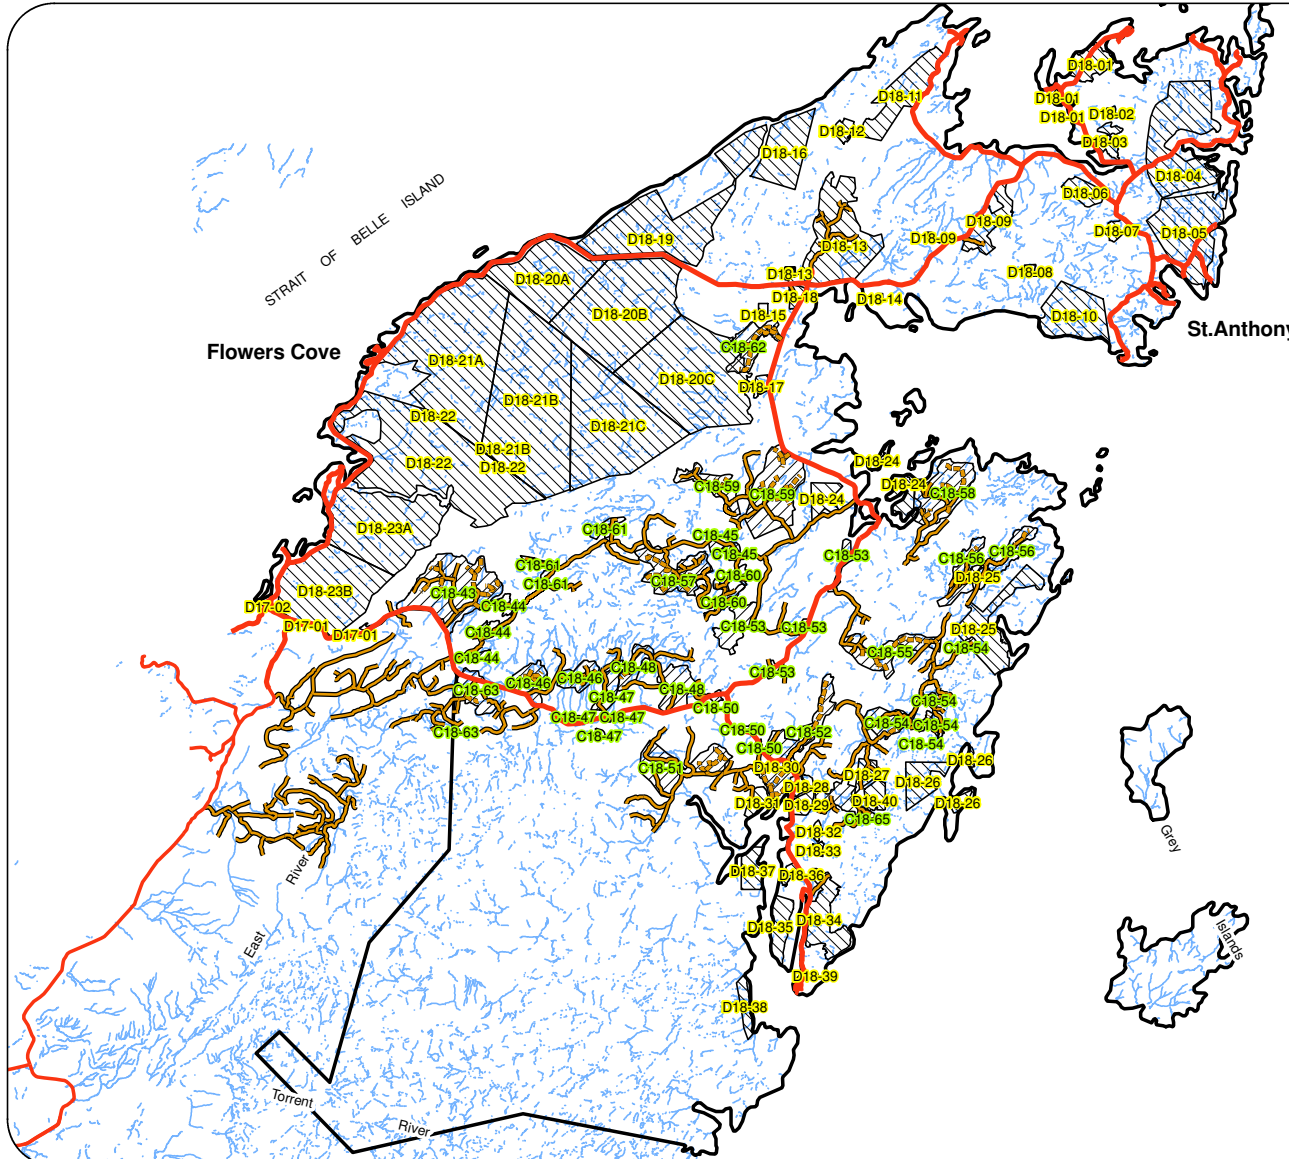 D18-01
D18-11
D18-01
D18-01
D18-02
D18-12
D18-03
D18-16
D18-04
D18-06
STRAIT OF BELLE ISLAND
D18-09
D18-07
D18-05
D18-19
D18-09
D18-13
D18-08
D18-13
D18-20A
D18-18
D18-14
D18-20B
D18-15
D18-10
St.Anthony
Flowers Cove
C18-62
D18-21A
D18-20C
D18-17
D18-21B
D18-22
D18-21C
D18-21B
D18-22
D18-22
D18-24
C18-59
C18-59
D18-24
D18-24
C18-58
D18-23A
C18-61
C18-45
C18-45
C18-53
C18-56
C18-56
C18-61
C18-60
D18-25
C18-57
C18-61
D18-23B
C18-43
C18-60
C18-44
D17-02
D17-01
D17-01
C18-44
C18-53
C18-53
D18-25
C18-54
C18-55
C18-44
C18-48
C18-53
C18-46
C18-46
C18-63
C18-48
C18-47
C18-54
C18-50
C18-47
C18-47
C18-54
C18-54
C18-63
C18-47
C18-50
C18-52
C18-54
C18-50
D18-26
C18-51
D18-30
D18-27
D18-26
D18-28
D18-31
D18-29
D18-40
D18-26
C18-65
D18-32
D18-33
Grey
River
D18-37
D18-36
D18-34
D18-35
East
Islands
D18-39
D18-38
Torrent
River